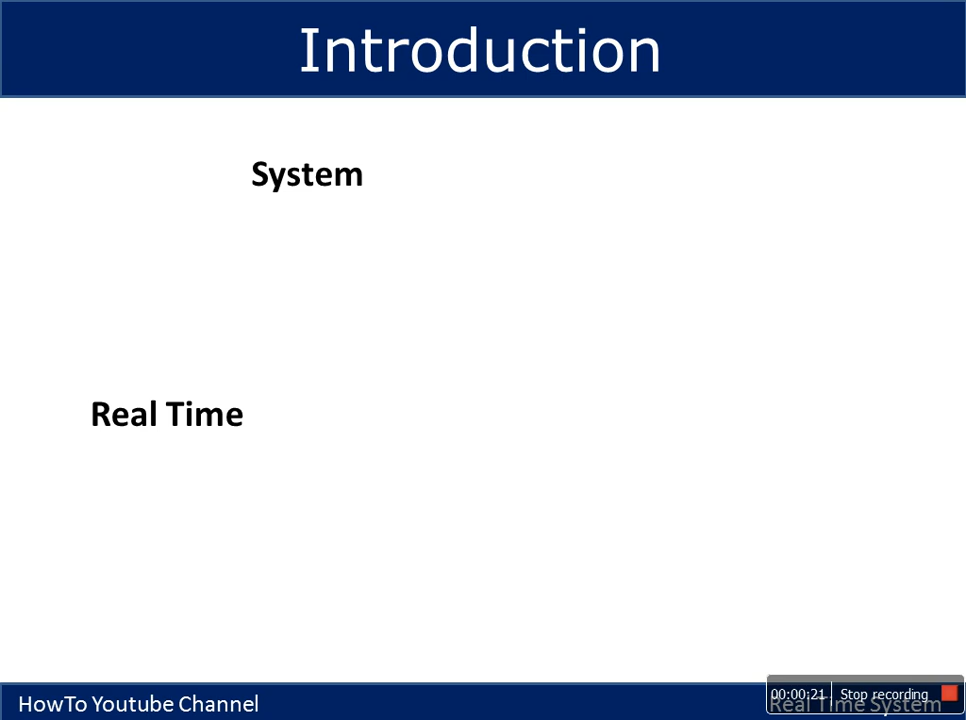 Introduction
System
Real Time
HowTo Youtube Channel
00:00:21 Stop recording
Real Time System